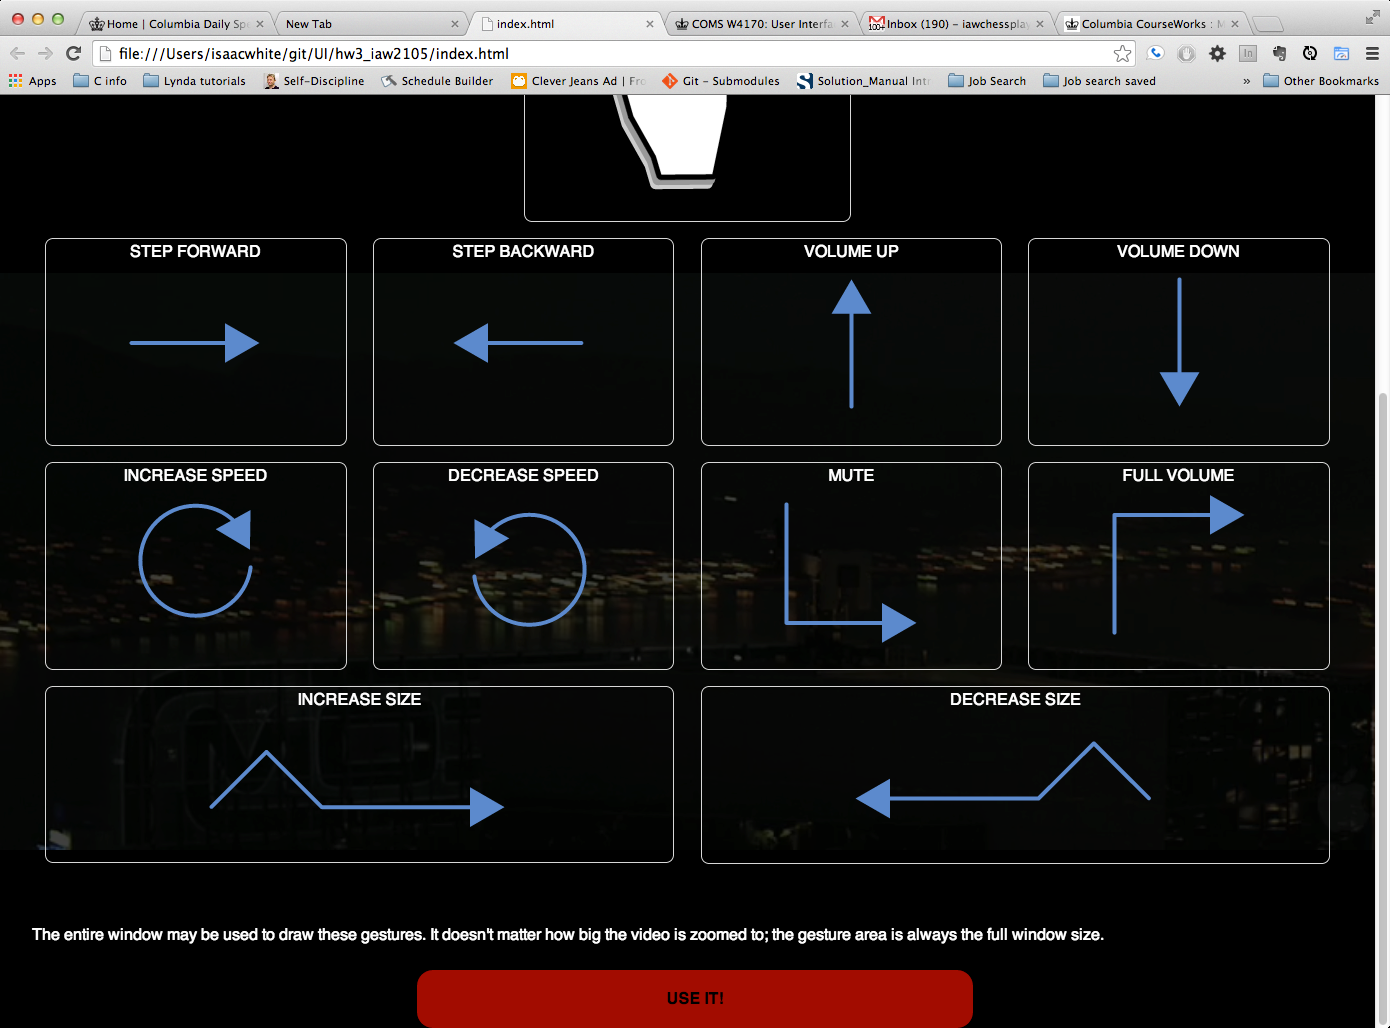 Home | Columbia Daily Spe
New Tab
index.html
COMS W4170: User Interfa
Inbox (190) – iawchessplay
Columbia CourseWorks : M
100+
file:///Users/isaacwhite/git/UI/hw3_iaw2105/index.html
Apps
C info
Lynda tutorials
Self-Discipline
Schedule Builder
Clever Jeans Ad | Fro
Git - Submodules
Solution_Manual Intr
Job Search
Job search saved
»
Other Bookmarks
STEP FORWARD
STEP BACKWARD
VOLUME UP
VOLUME DOWN
INCREASE SPEED
DECREASE SPEED
MUTE
FULL VOLUME
INCREASE SIZE
DECREASE SIZE
The entire window may be used to draw these gestures. It doesn't matter how big the video is zoomed to; the gesture area is always the full window size.
USE IT!